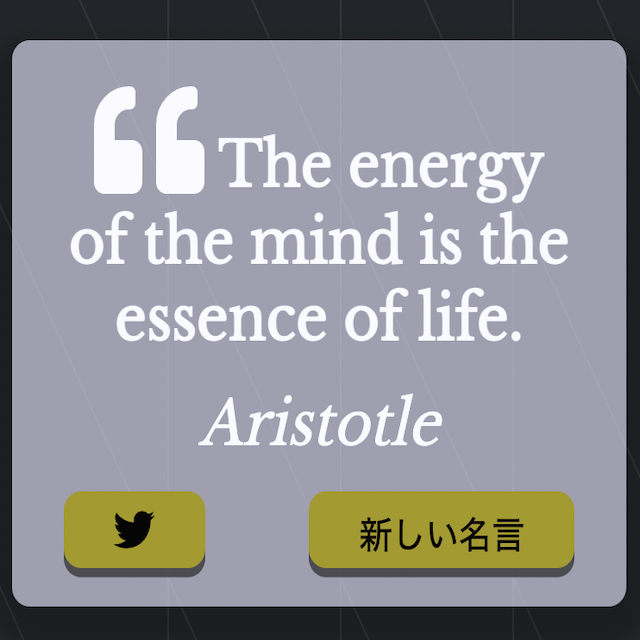 The energy
of the mind is the
essence of life.
Aristotle
新しい名言